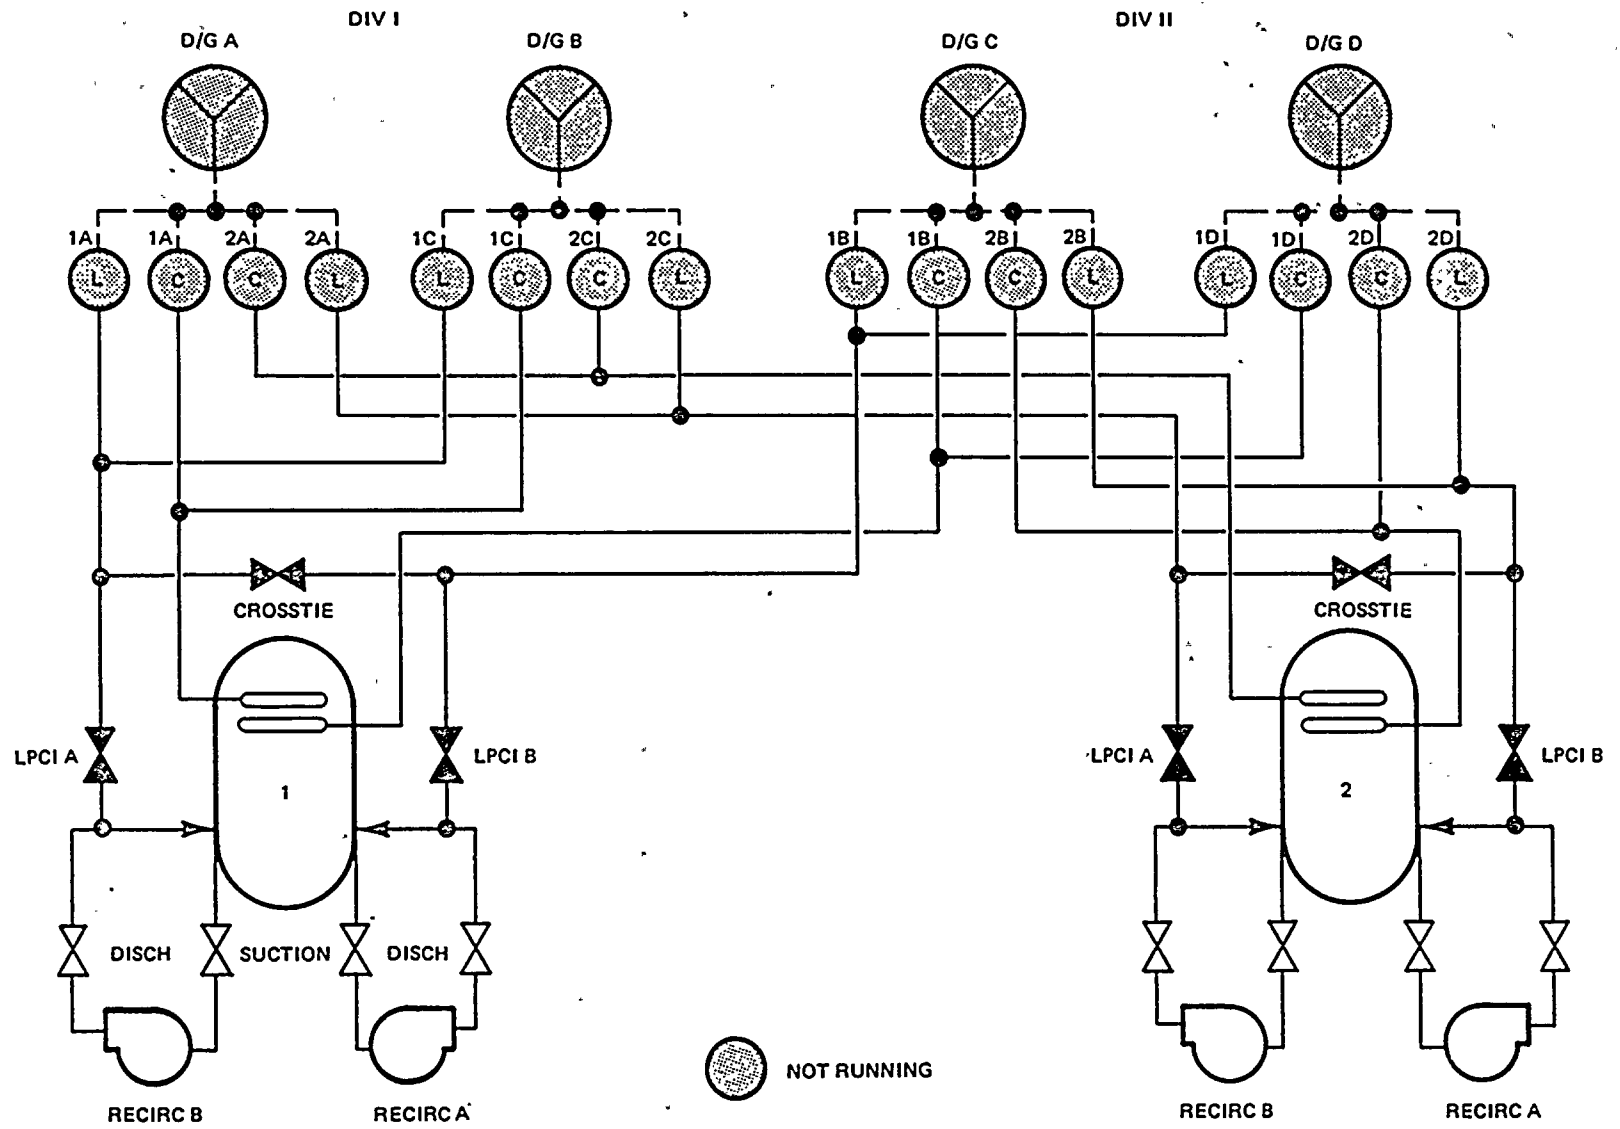 DIV I
DIV II
D/G A
D/G B
D/G C
D/G D
1A 1A 2A 2A 1C 1C 2C 2C 1B 1B 2B 2B 1D 1D 2D 2D
L C C L L C C L L C C L L C C L
CROSSTIE
CROSSTIE
LPCI A
LPCI B
LPCI A
LPCI B
1
2
DISCH
SUCTION
DISCH
NOT RUNNING
RECIRC B
RECIRC A
RECIRC B
RECIRC A